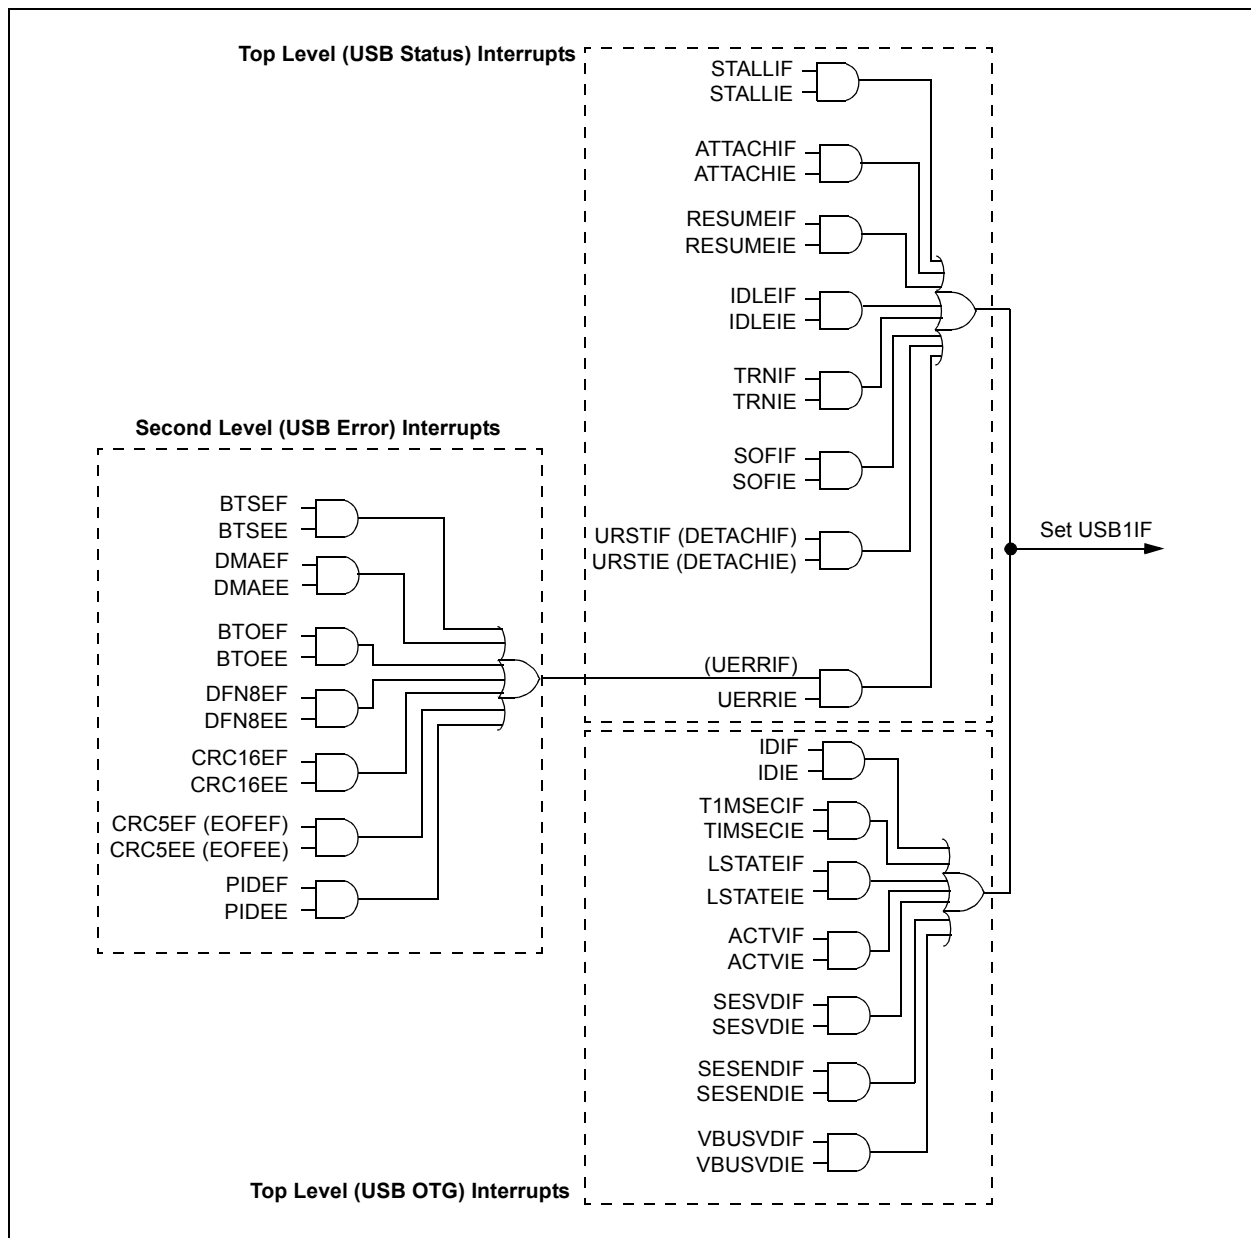 Top Level (USB Status) Interrupts
STALLIF
STALLIE
ATTACHIF
ATTACHIE
RESUMEIF
RESUMEIE
IDLEIF
IDLEIE
TRNIF
TRNIE
SOFIF
SOFIE
URSTIF (DETACHIF)
URSTIE (DETACHIE)
(UERRIF)
UERRIE
Set USB1IF
Second Level (USB Error) Interrupts
BTSEF
BTSEE
DMAEF
DMAEE
BTOEF
BTOEE
DFN8EF
DFN8EE
CRC16EF
CRC16EE
CRC5EF (EOFEF)
CRC5EE (EOFEE)
PIDEF
PIDEE
IDIF
IDIE
T1MSECIF
TIMSECIE
LSTATEIF
LSTATEIE
ACTVIF
ACTVIE
SESVDIF
SESVDIE
SESENDIF
SESENDIE
VBUSVDIF
VBUSVDIE
Top Level (USB OTG) Interrupts